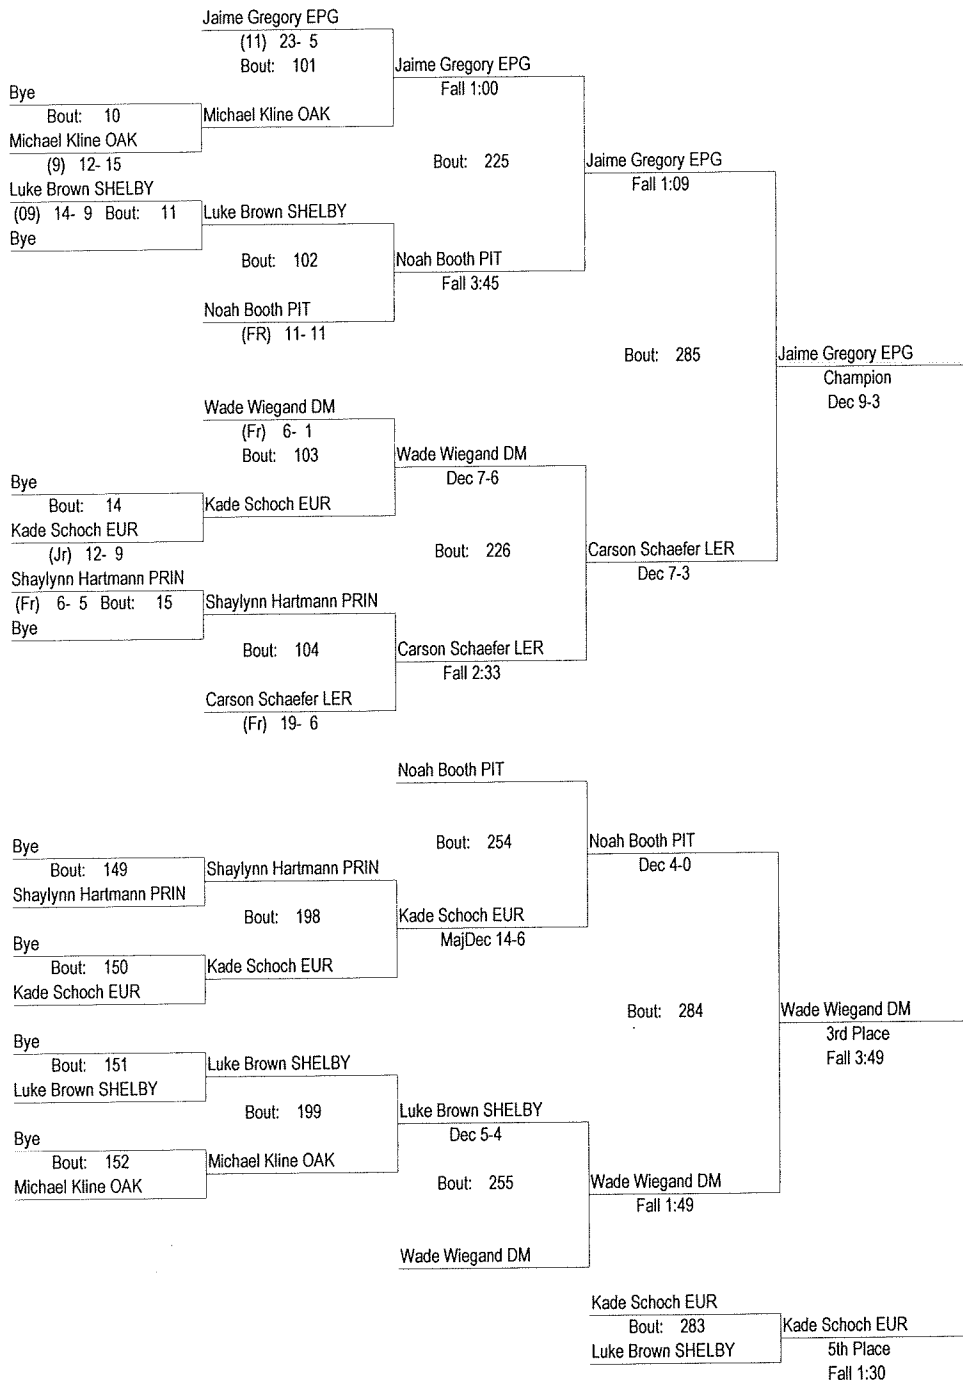 Jaime Gregory EPG
(11) 23- 5
Bout: 101
Jaime Gregory EPG
Fall 1:00
Bye
Bout: 10
Michael Kline OAK
Michael Kline OAK
(9) 12- 15
Bout: 225
Jaime Gregory EPG
Fall 1:09
Luke Brown SHELBY
(09) 14- 9 Bout: 11
Luke Brown SHELBY
Bye
Bout: 102
Noah Booth PIT
Fall 3:45
Noah Booth PIT
(FR) 11- 11
Bout: 285
Jaime Gregory EPG
Champion
Dec 9-3
Wade Wiegand DM
(Fr) 6- 1
Bout: 103
Wade Wiegand DM
Dec 7-6
Bye
Bout: 14
Kade Schoch EUR
Kade Schoch EUR
(Jr) 12- 9
Bout: 226
Carson Schaefer LER
Dec 7-3
Shaylynn Hartmann PRIN
(Fr) 6- 5 Bout: 15
Shaylynn Hartmann PRIN
Bye
Bout: 104
Carson Schaefer LER
Fall 2:33
Carson Schaefer LER
(Fr) 19- 6
Noah Booth PIT
Bout: 254
Noah Booth PIT
Dec 4-0
Bye
Bout: 149
Shaylynn Hartmann PRIN
Shaylynn Hartmann PRIN
Bout: 198
Kade Schoch EUR
MajDec 14-6
Bye
Bout: 150
Kade Schoch EUR
Kade Schoch EUR
Bout: 284
Wade Wiegand DM
3rd Place
Fall 3:49
Bye
Bout: 151
Luke Brown SHELBY
Luke Brown SHELBY
Bout: 199
Luke Brown SHELBY
Dec 5-4
Bye
Bout: 152
Michael Kline OAK
Michael Kline OAK
Bout: 255
Wade Wiegand DM
Fall 1:49
Wade Wiegand DM
Kade Schoch EUR
Bout: 283
Kade Schoch EUR
Luke Brown SHELBY
5th Place
Fall 1:30